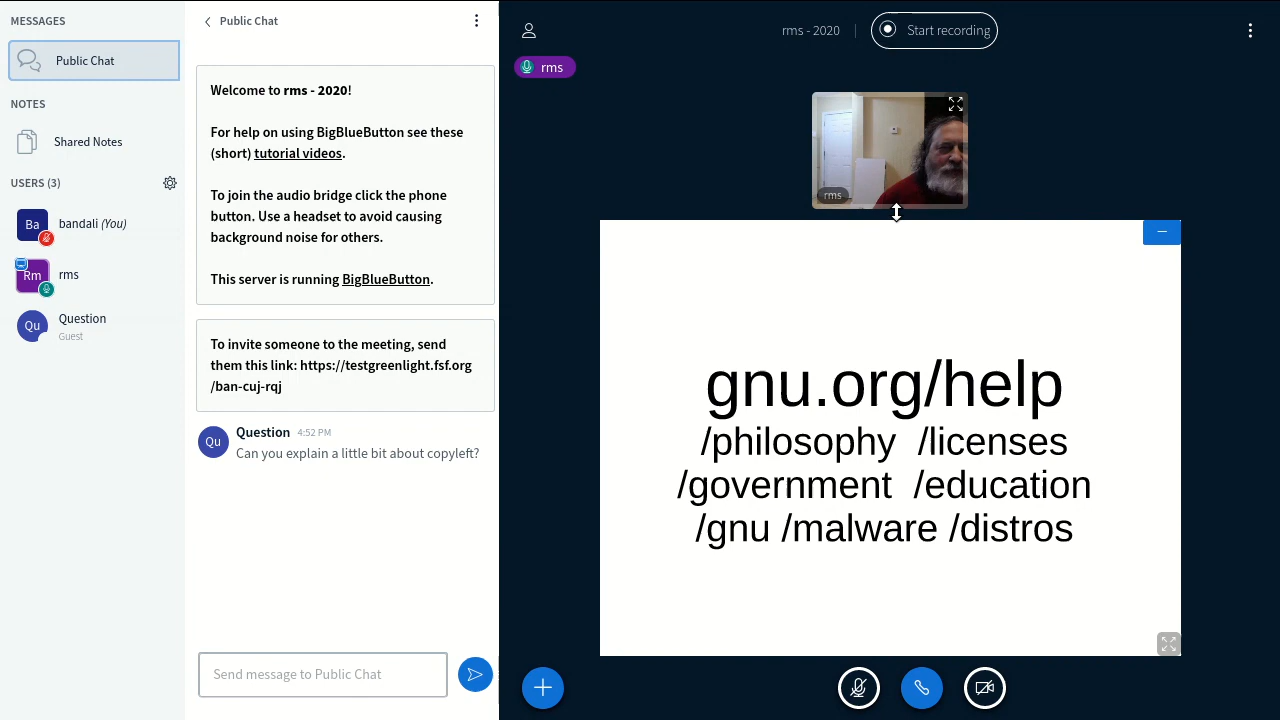 MESSAGES
Public Chat
NOTES
Shared Notes
USERS (3)
Ba
bandali (You)
Rm
rms
Qu
Question
Guest
Public Chat
Welcome to rms - 2020!
For help on using BigBlueButton see these
(short) tutorial videos.
To join the audio bridge click the phone
button. Use a headset to avoid causing
background noise for others.
This server is running BigBlueButton.
To invite someone to the meeting, send
them this link: https://testgreenlight.fsf.org
/ban-cuj-rqj
Qu
Question 4:52 PM
Can you explain a little bit about copyleft?
Send message to Public Chat
rms - 2020
Start recording
rms
rms
gnu.org/help
/philosophy /licenses
/government /education
/gnu /malware /distros